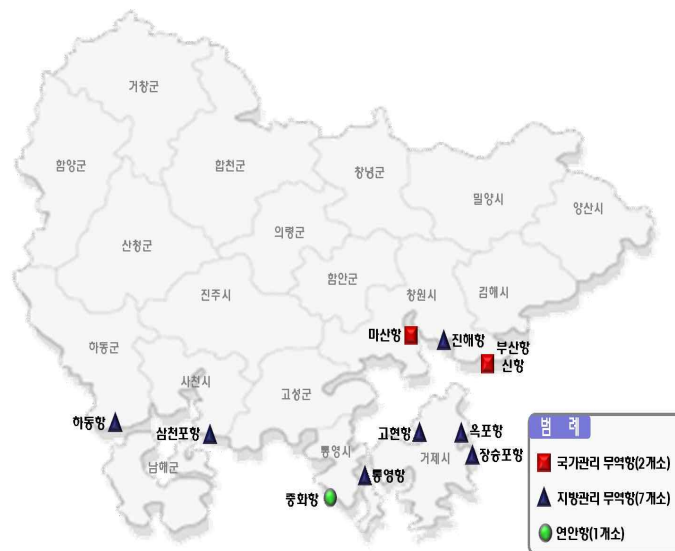 거창군
함양군
합천군
창녕군
밀양시
양산시
산청군
의령군
함안군
진주시
창원시
김해시
하동군
사천시
고성군
마산항
진해항
부산항
신항
하동항
삼천포항
고현항
옥포항
장승포항
통영시
거제시
남해군
통영항
중화항
범 례
국가관리 무역항(2개소)
지방관리 무역항(7개소)
연안항(1개소)